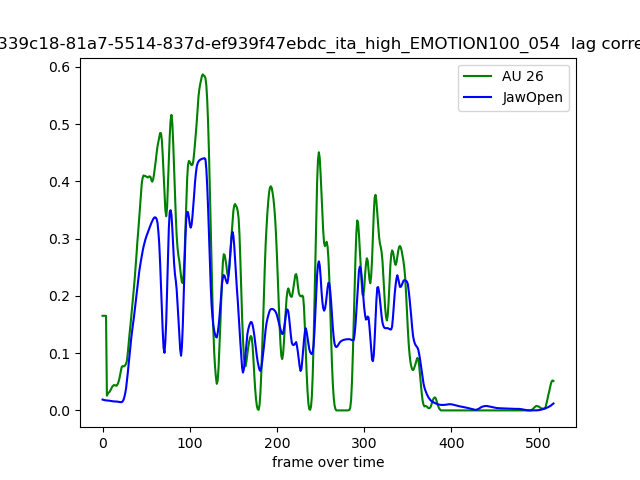 339c18-81a7-5514-837d-ef939f47ebdc_ita_high_EMOTION100_054 lag corre
AU 26
JawOpen
0.6
0.5
0.4
0.3
0.2
0.1
0.0
0 100 200 300 400 500
frame over time